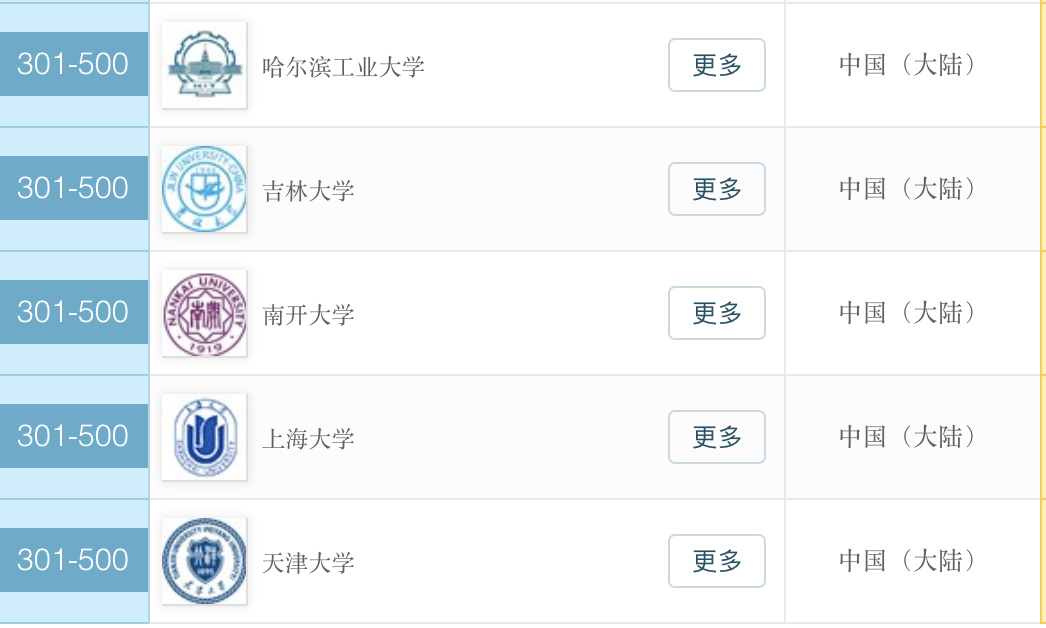 301-500 哈尔滨工业大学 更多 中国（大陆）
301-500 吉林大学 更多 中国（大陆）
301-500 南开大学 更多 中国（大陆）
NANKAI UNIVERSITY
1919
301-500 上海大学 更多 中国（大陆）
301-500 天津大学 更多 中国（大陆）